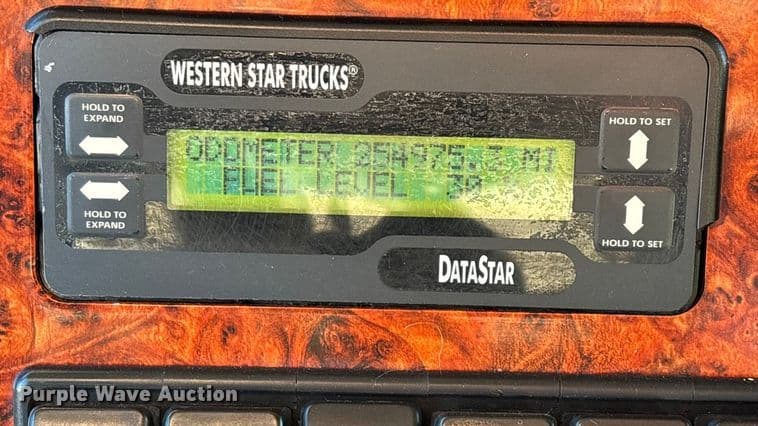 WESTERN STAR TRUCKS®
HOLD TO
EXPAND
HOLD TO SET
ODOMETER 254975.3 MI
FUEL LEVEL 30
HOLD TO
EXPAND
HOLD TO SET
DATASTAR
Purple Wave Auction